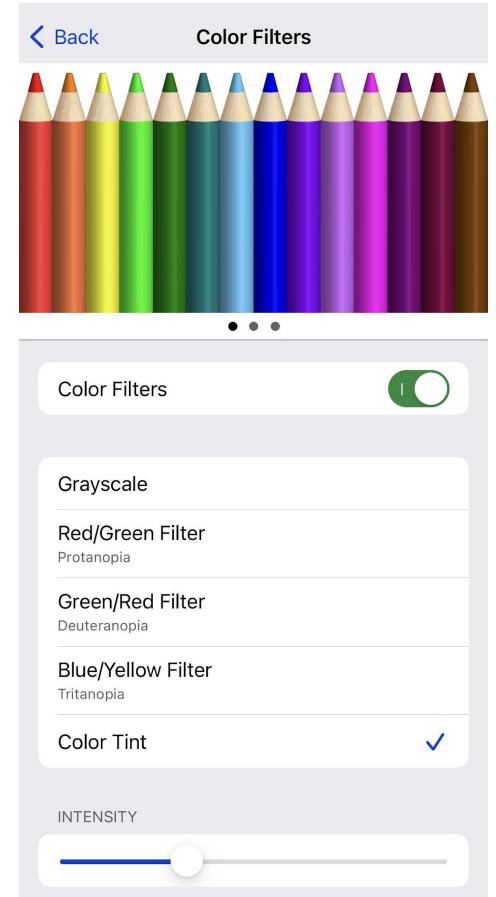 Back
Color Filters
Color Filters
Grayscale
Red/Green Filter
Protanopia
Green/Red Filter
Deuteranopia
Blue/Yellow Filter
Tritanopia
Color Tint
INTENSITY